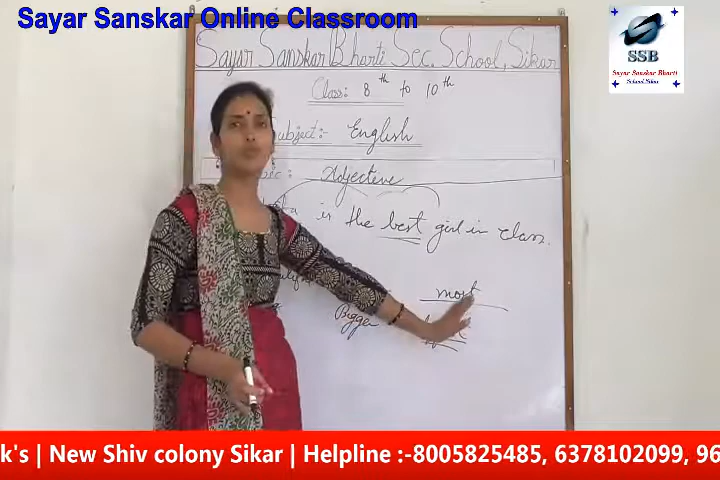 Sayar Sanskar Online Classroom
SSB
Sayar Sanskar Bharti
School Sikar
Sayar Sanskar Bharti Sec. School, Sikar
Class: 8th to 10th
Subject:- English
Adjective
is the best girl in class.
most
Bigger
k's | New Shiv colony Sikar | Helpline :-8005825485, 6378102099, 96